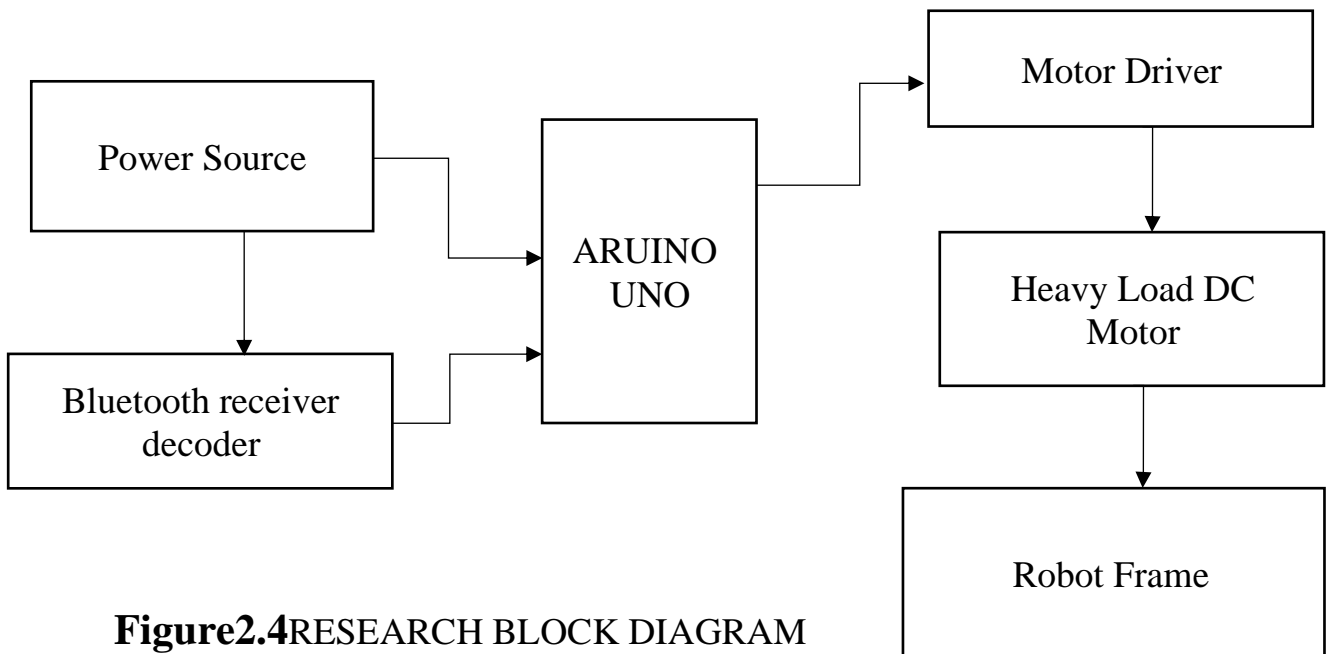 Power Source
Bluetooth receiver
decoder
ARUINO
UNO
Motor Driver
Heavy Load DC
Motor
Robot Frame
Figure2.4RESEARCH BLOCK DIAGRAM